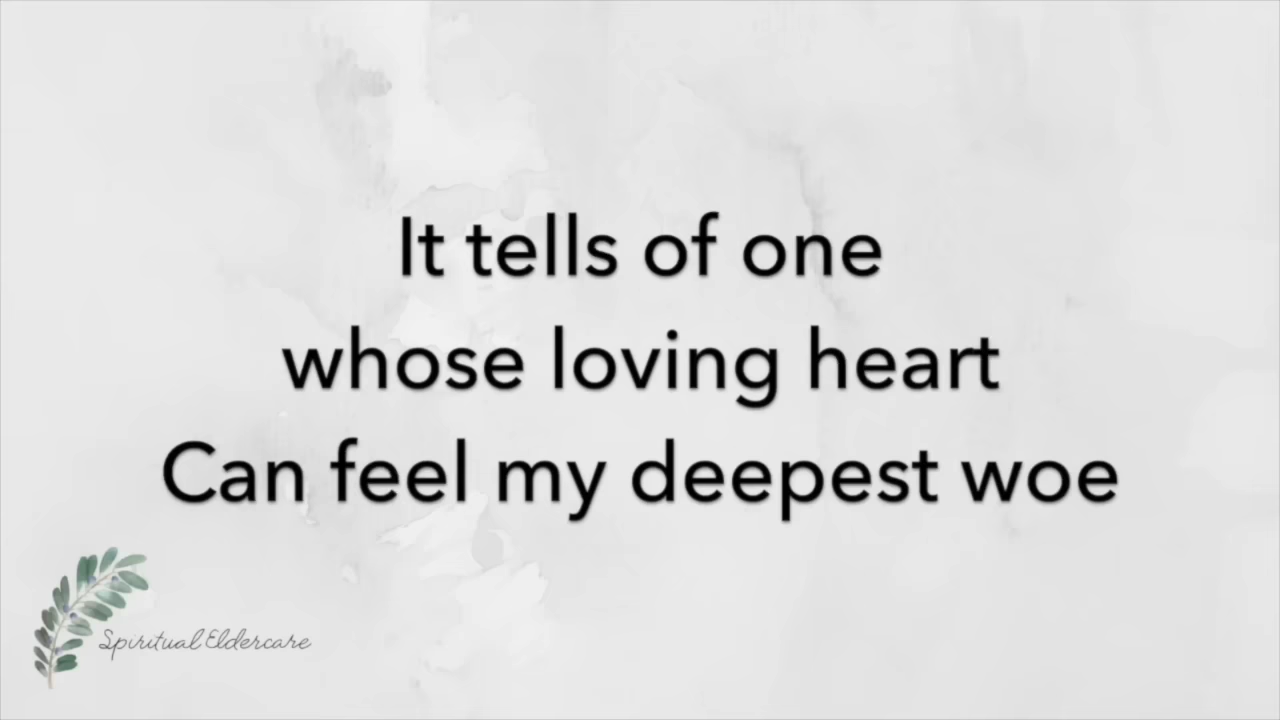 It tells of one
whose loving heart
Can feel my deepest woe
Spiritual Eldercare